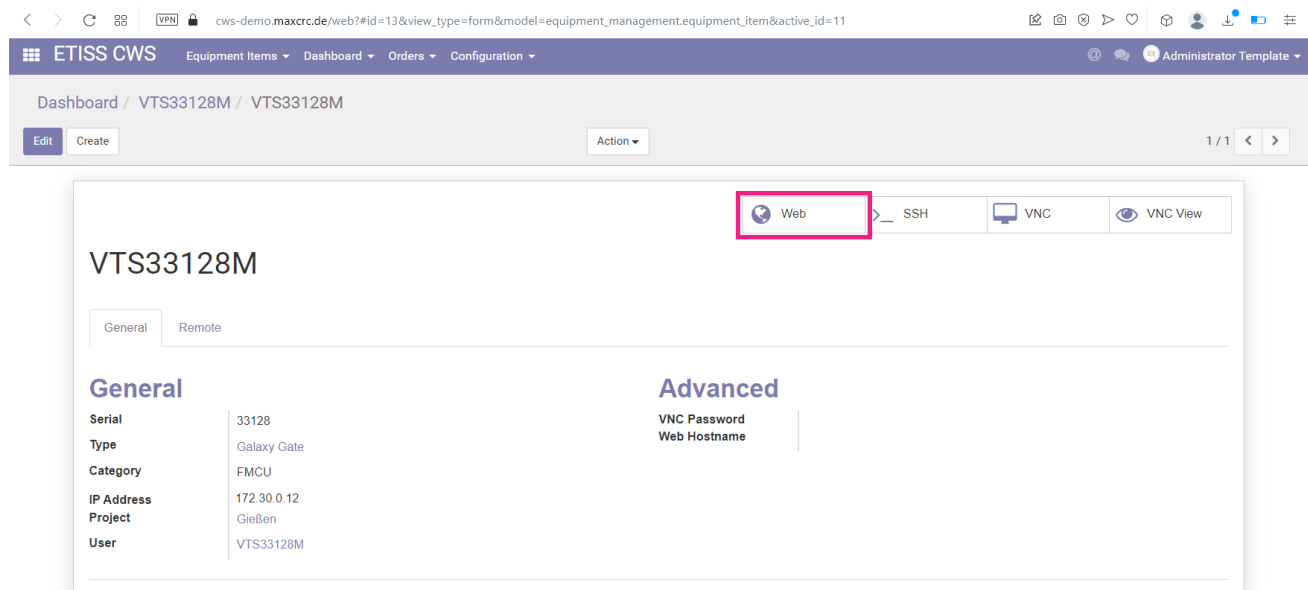 VPN cws-demo.maxcrc.de/web?#id=13&view_type=form&model=equipment_management.equipment_item&active_id=11
ETISS CWS Equipment Items Dashboard Orders Configuration @ Administrator Template
Dashboard / VTS33128M / VTS33128M
Edit Create Action 1 / 1
Web >_ SSH VNC VNC View
VTS33128M
General Remote
General Advanced
Serial 33128 VNC Password
Type Galaxy Gate Web Hostname
Category FMCU
IP Address 172.30.0.12
Project Gießen
User VTS33128M